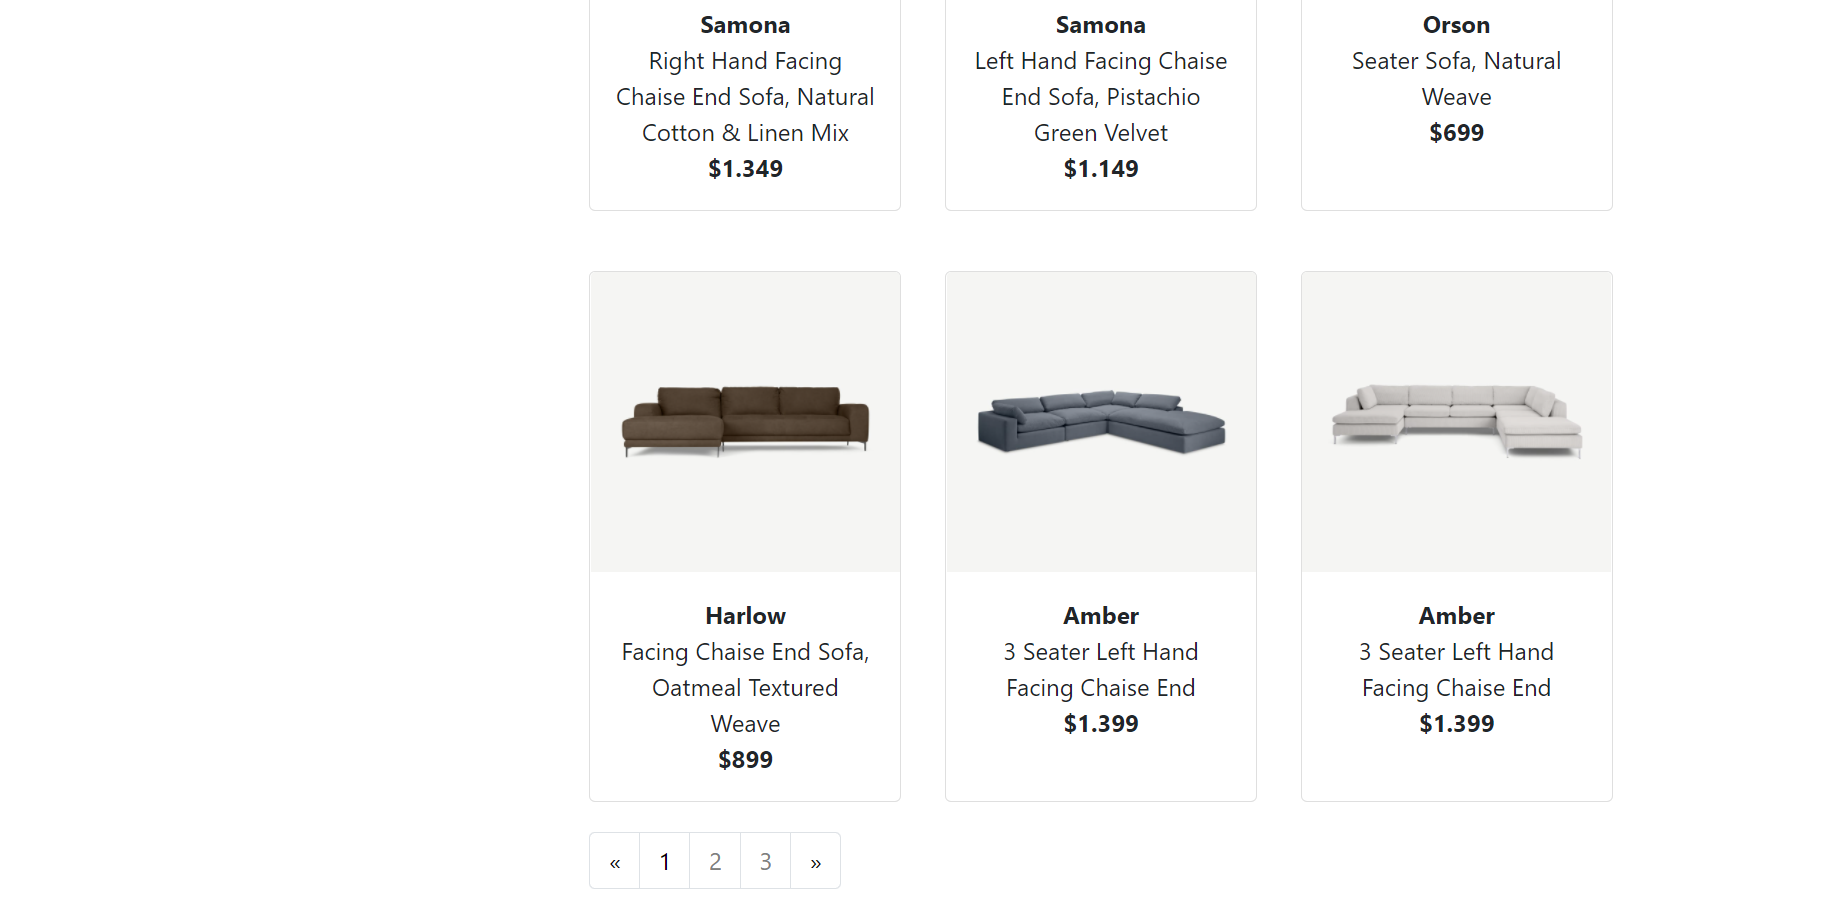 Samona
Right Hand Facing
Chaise End Sofa, Natural
Cotton & Linen Mix
$1.349
Samona
Left Hand Facing Chaise
End Sofa, Pistachio
Green Velvet
$1.149
Orson
Seater Sofa, Natural
Weave
$699
Harlow
Facing Chaise End Sofa,
Oatmeal Textured
Weave
$899
Amber
3 Seater Left Hand
Facing Chaise End
$1.399
Amber
3 Seater Left Hand
Facing Chaise End
$1.399
« 1 2 3 »